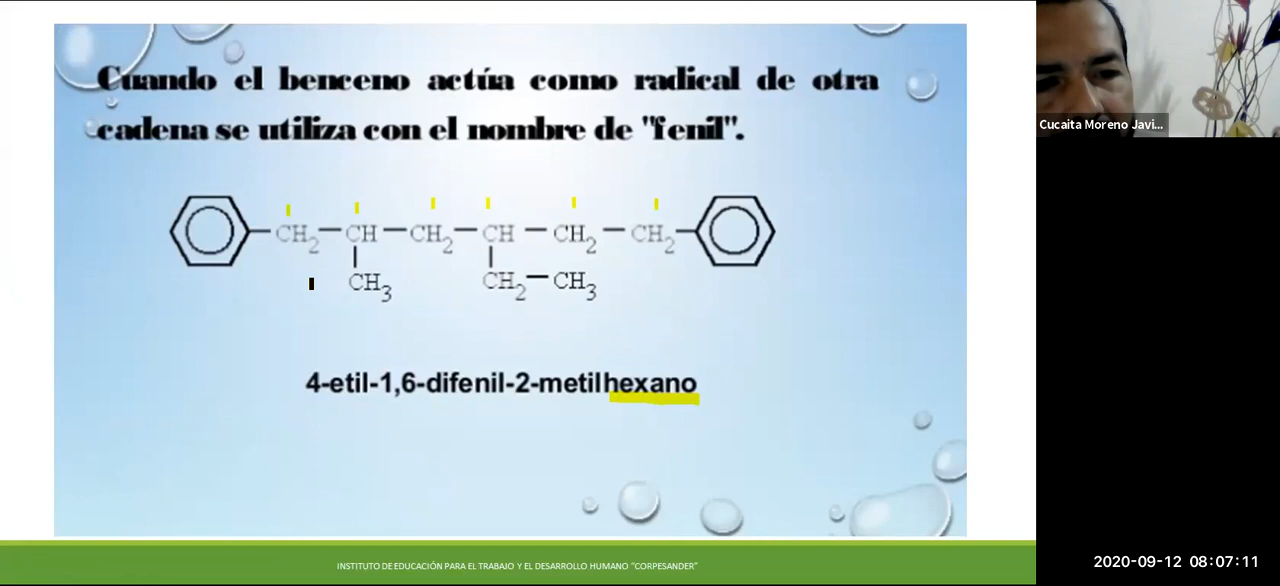 Cuando el benceno actúa como radical de otra
cadena se utiliza con el nombre de "fenil".
CH2 CH CH2 CH CH2 CH2
CH3 CH2 CH3
4-etil-1,6-difenil-2-metilhexano
INSTITUTO DE EDUCACIÓN PARA EL TRABAJO Y EL DESARROLLO HUMANO "CORPESANDER"
Cucaita Moreno Javi...
2020-09-12 08:07:11